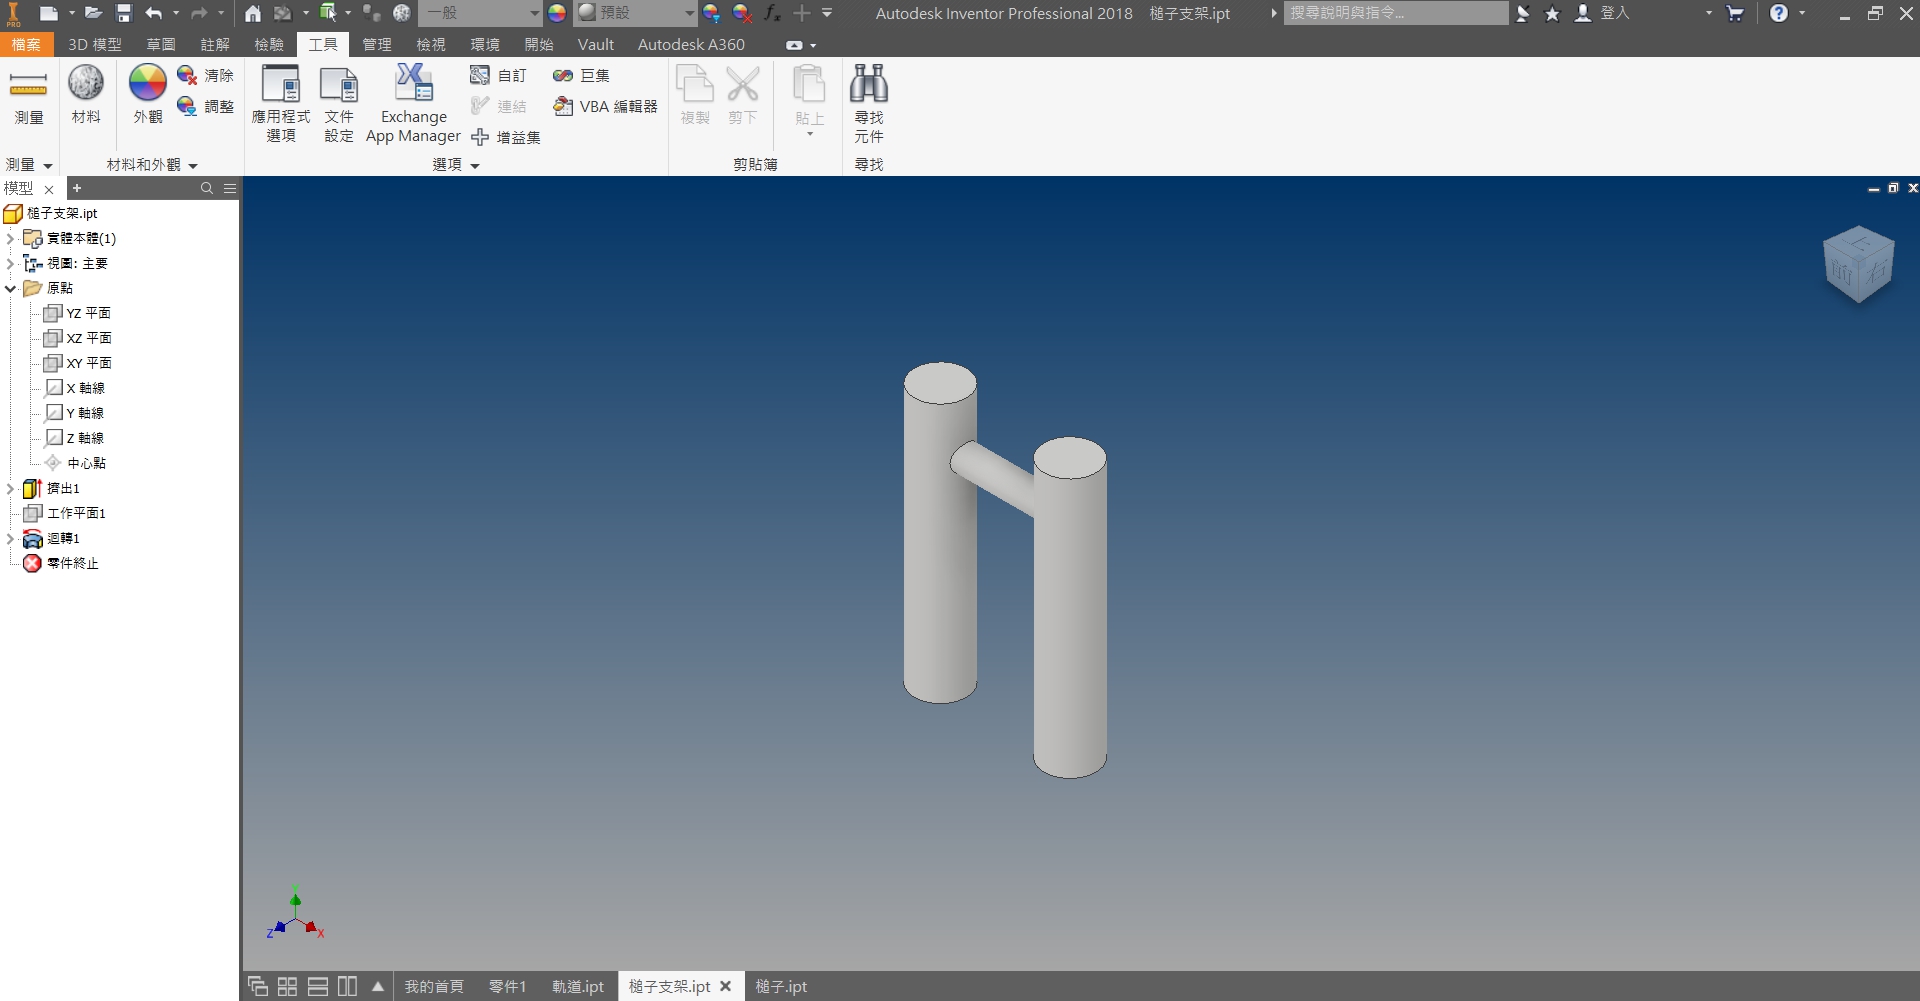 PRO
一般
預設
fx
Autodesk Inventor Professional 2018 槌子支架.ipt
搜尋說明與指令...
登入
檔案 3D 模型 草圖 註解 檢驗 工具 管理 檢視 環境 開始 Vault Autodesk A360
測量
材料
外觀
清除
調整
應用程式
選項
文件
設定
Exchange
App Manager
自訂
連結
增益集
巨集
VBA 編輯器
複製
剪下
貼上
尋找
元件
測量
材料和外觀
選項
剪貼簿
尋找
模型
槌子支架.ipt
實體本體(1)
視圖: 主要
原點
YZ 平面
XZ 平面
XY 平面
X 軸線
Y 軸線
Z 軸線
中心點
擠出1
工作平面1
迴轉1
零件終止
上
前
右
Z
X
我的首頁 零件1 軌道.ipt 槌子支架.ipt 槌子.ipt